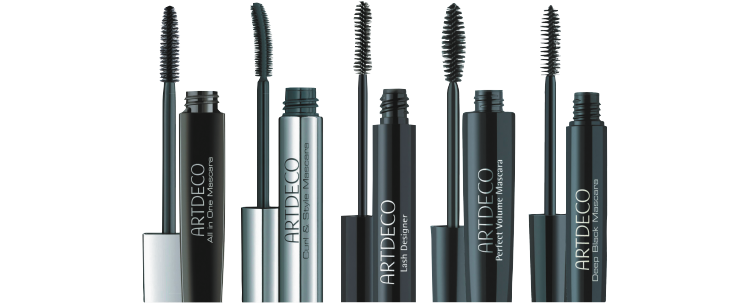 ARTDECO
All in One Mascara
ARTDECO
Curl & Style Mascara
ARTDECO
Lash Designer
ARTDECO
Perfect Volume Mascara
ARTDECO
Deep Black Mascara